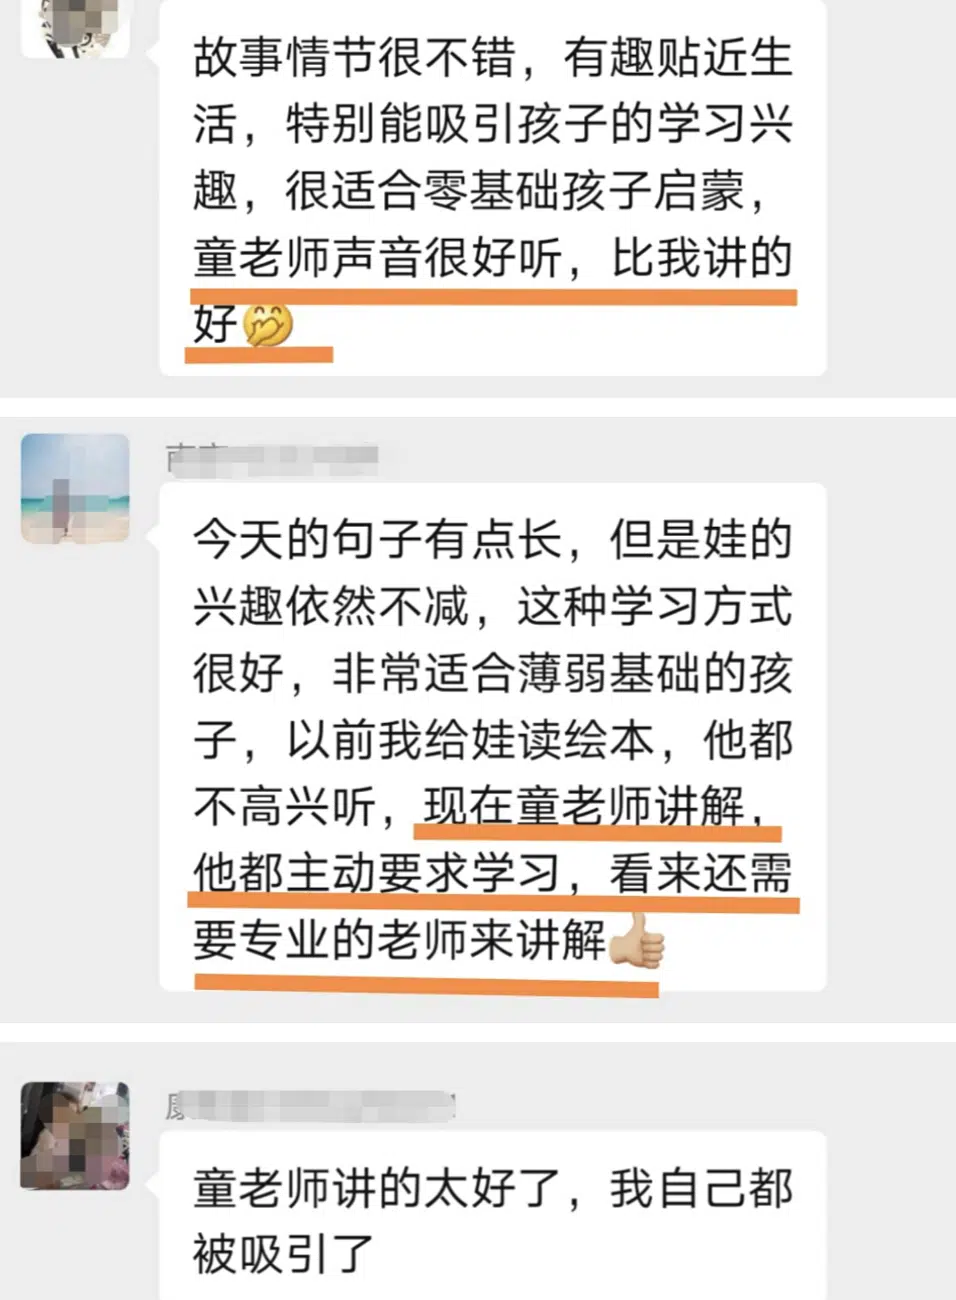 故事情节很不错，有趣贴近生
活，特别能吸引孩子的学习兴
趣，很适合零基础孩子启蒙，
童老师声音很好听，比我讲的
好🤭
今天的句子有点长，但是娃的
兴趣依然不减，这种学习方式
很好，非常适合薄弱基础的孩
子，以前我给娃读绘本，他都
不高兴听，现在童老师讲解，
他都主动要求学习，看来还需
要专业的老师来讲解👍🏼
童老师讲的太好了，我自己都
被吸引了